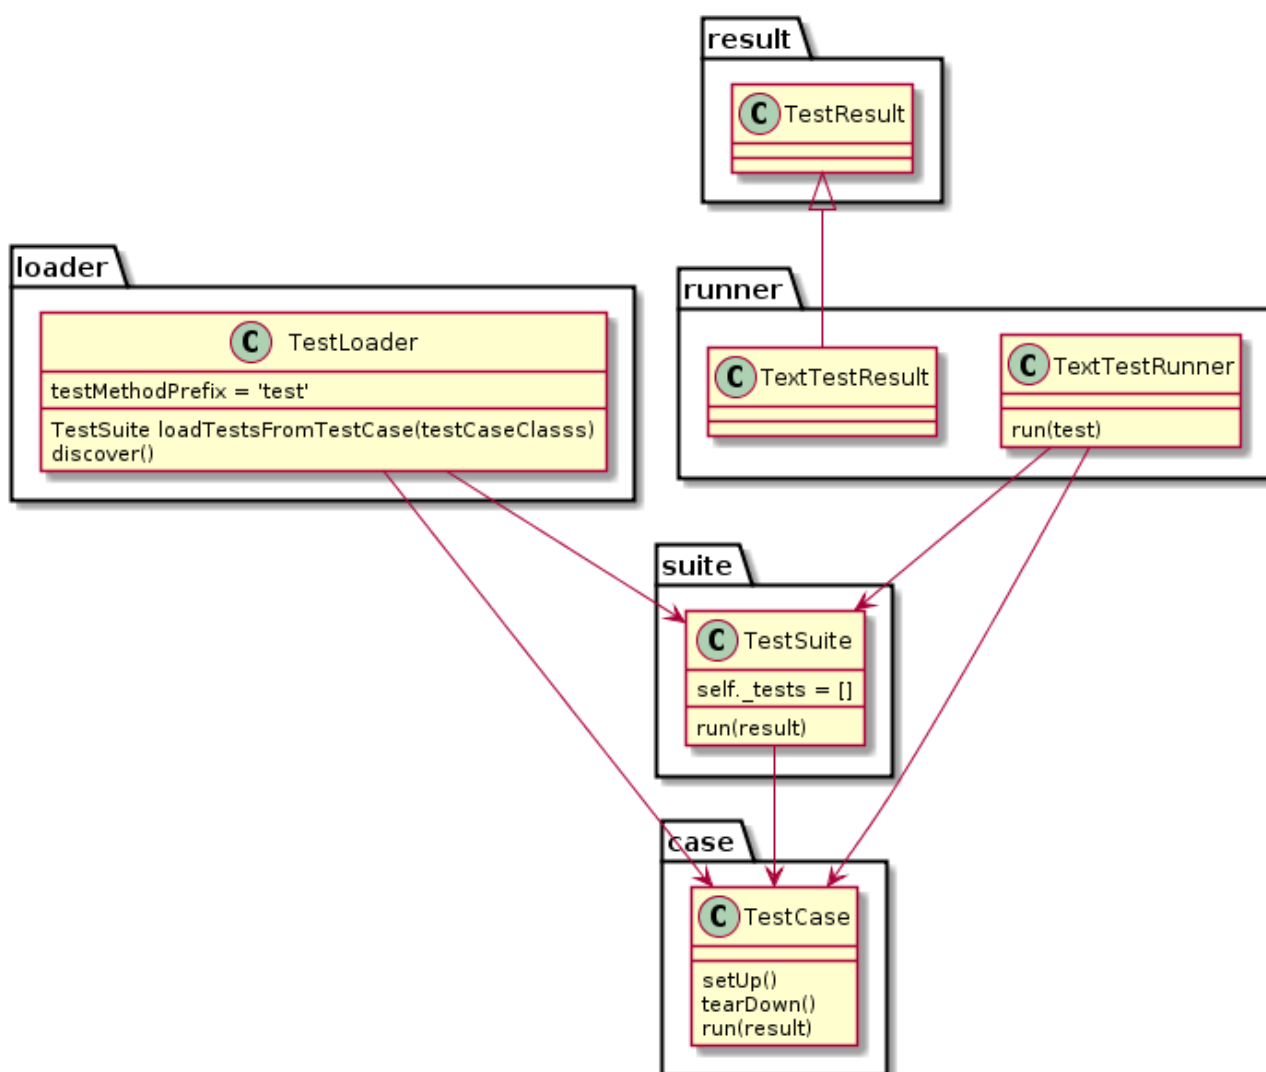 result
C TestResult
loader
C TestLoader
testMethodPrefix = 'test'
TestSuite loadTestsFromTestCase(testCaseClasss)
discover()
runner
C TextTestResult
C TextTestRunner
run(test)
suite
C TestSuite
self._tests = []
run(result)
case
C TestCase
setUp()
tearDown()
run(result)